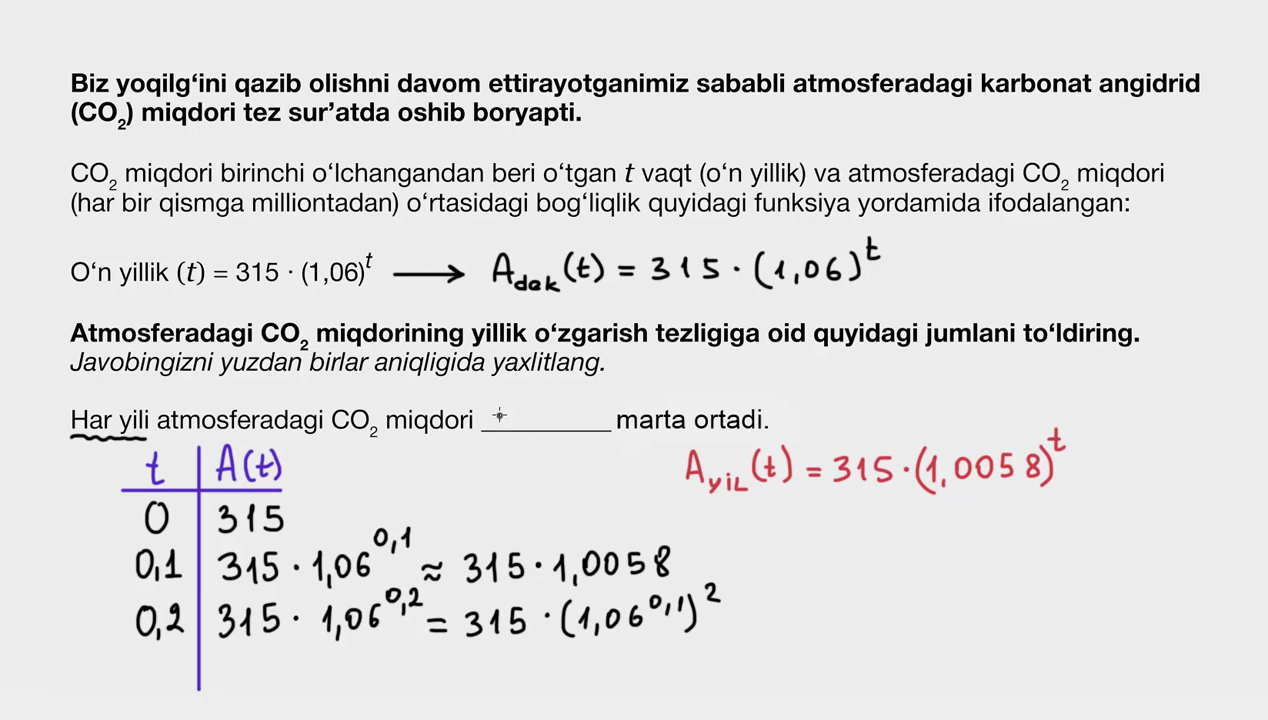 Biz yoqilg‘ini qazib olishni davom ettirayotganimiz sababli atmosferadagi karbonat angidrid
(CO₂) miqdori tez sur’atda oshib boryapti.
CO₂ miqdori birinchi o‘lchangandan beri o‘tgan t vaqt (o‘n yillik) va atmosferadagi CO₂ miqdori
(har bir qismga milliontadan) o‘rtasidagi bog‘liqlik quyidagi funksiya yordamida ifodalangan:
O‘n yillik (t) = 315 · (1,06)^t → A_dek(t) = 315 · (1,06)^t
Atmosferadagi CO₂ miqdorining yillik o‘zgarish tezligiga oid quyidagi jumlani to‘ldiring.
Javobingizni yuzdan birlar aniqligida yaxlitlang.
Har yili atmosferadagi CO₂ miqdori ________ marta ortadi.
t A(t) A_yiL(t) = 315 · (1,0058)^t
0 315
0,1 315 · 1,06^0,1 ≈ 315 · 1,0058
0,2 315 · 1,06^0,2 = 315 · (1,06^0,1)^2